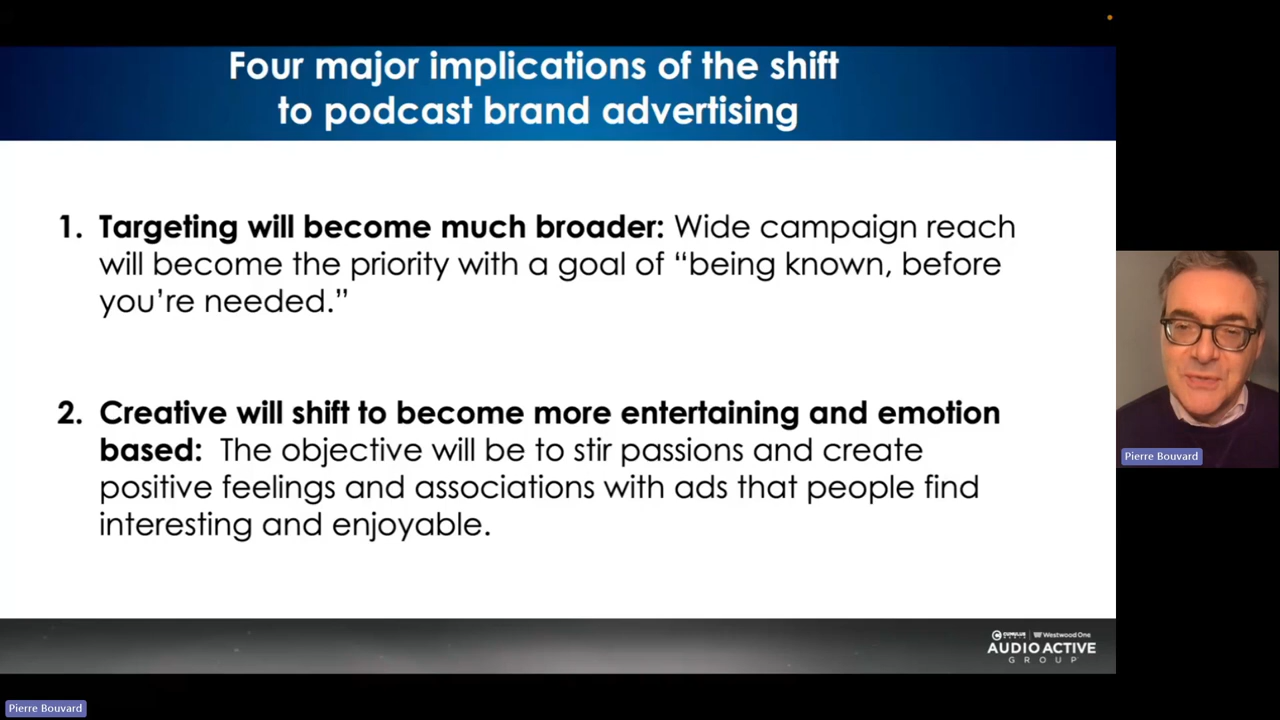 Four major implications of the shift
to podcast brand advertising
1. Targeting will become much broader: Wide campaign reach
will become the priority with a goal of “being known, before
you’re needed.”
2. Creative will shift to become more entertaining and emotion
based: The objective will be to stir passions and create
positive feelings and associations with ads that people find
interesting and enjoyable.
CUMULUS MEDIA | Westwood One
AUDIO ACTIVE
GROUP
Pierre Bouvard
Pierre Bouvard